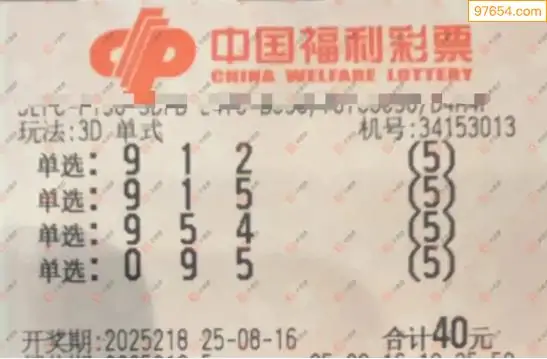 97654.com
中国福利彩票
CHINA WELFARE LOTTERY
玩法:3D 单式 机号:34153013
单选: 9 1 2 (5)
单选: 9 1 5 (5)
单选: 9 5 4 (5)
单选: 0 9 5 (5)
开奖期:2025218 25-08-16 合计40元